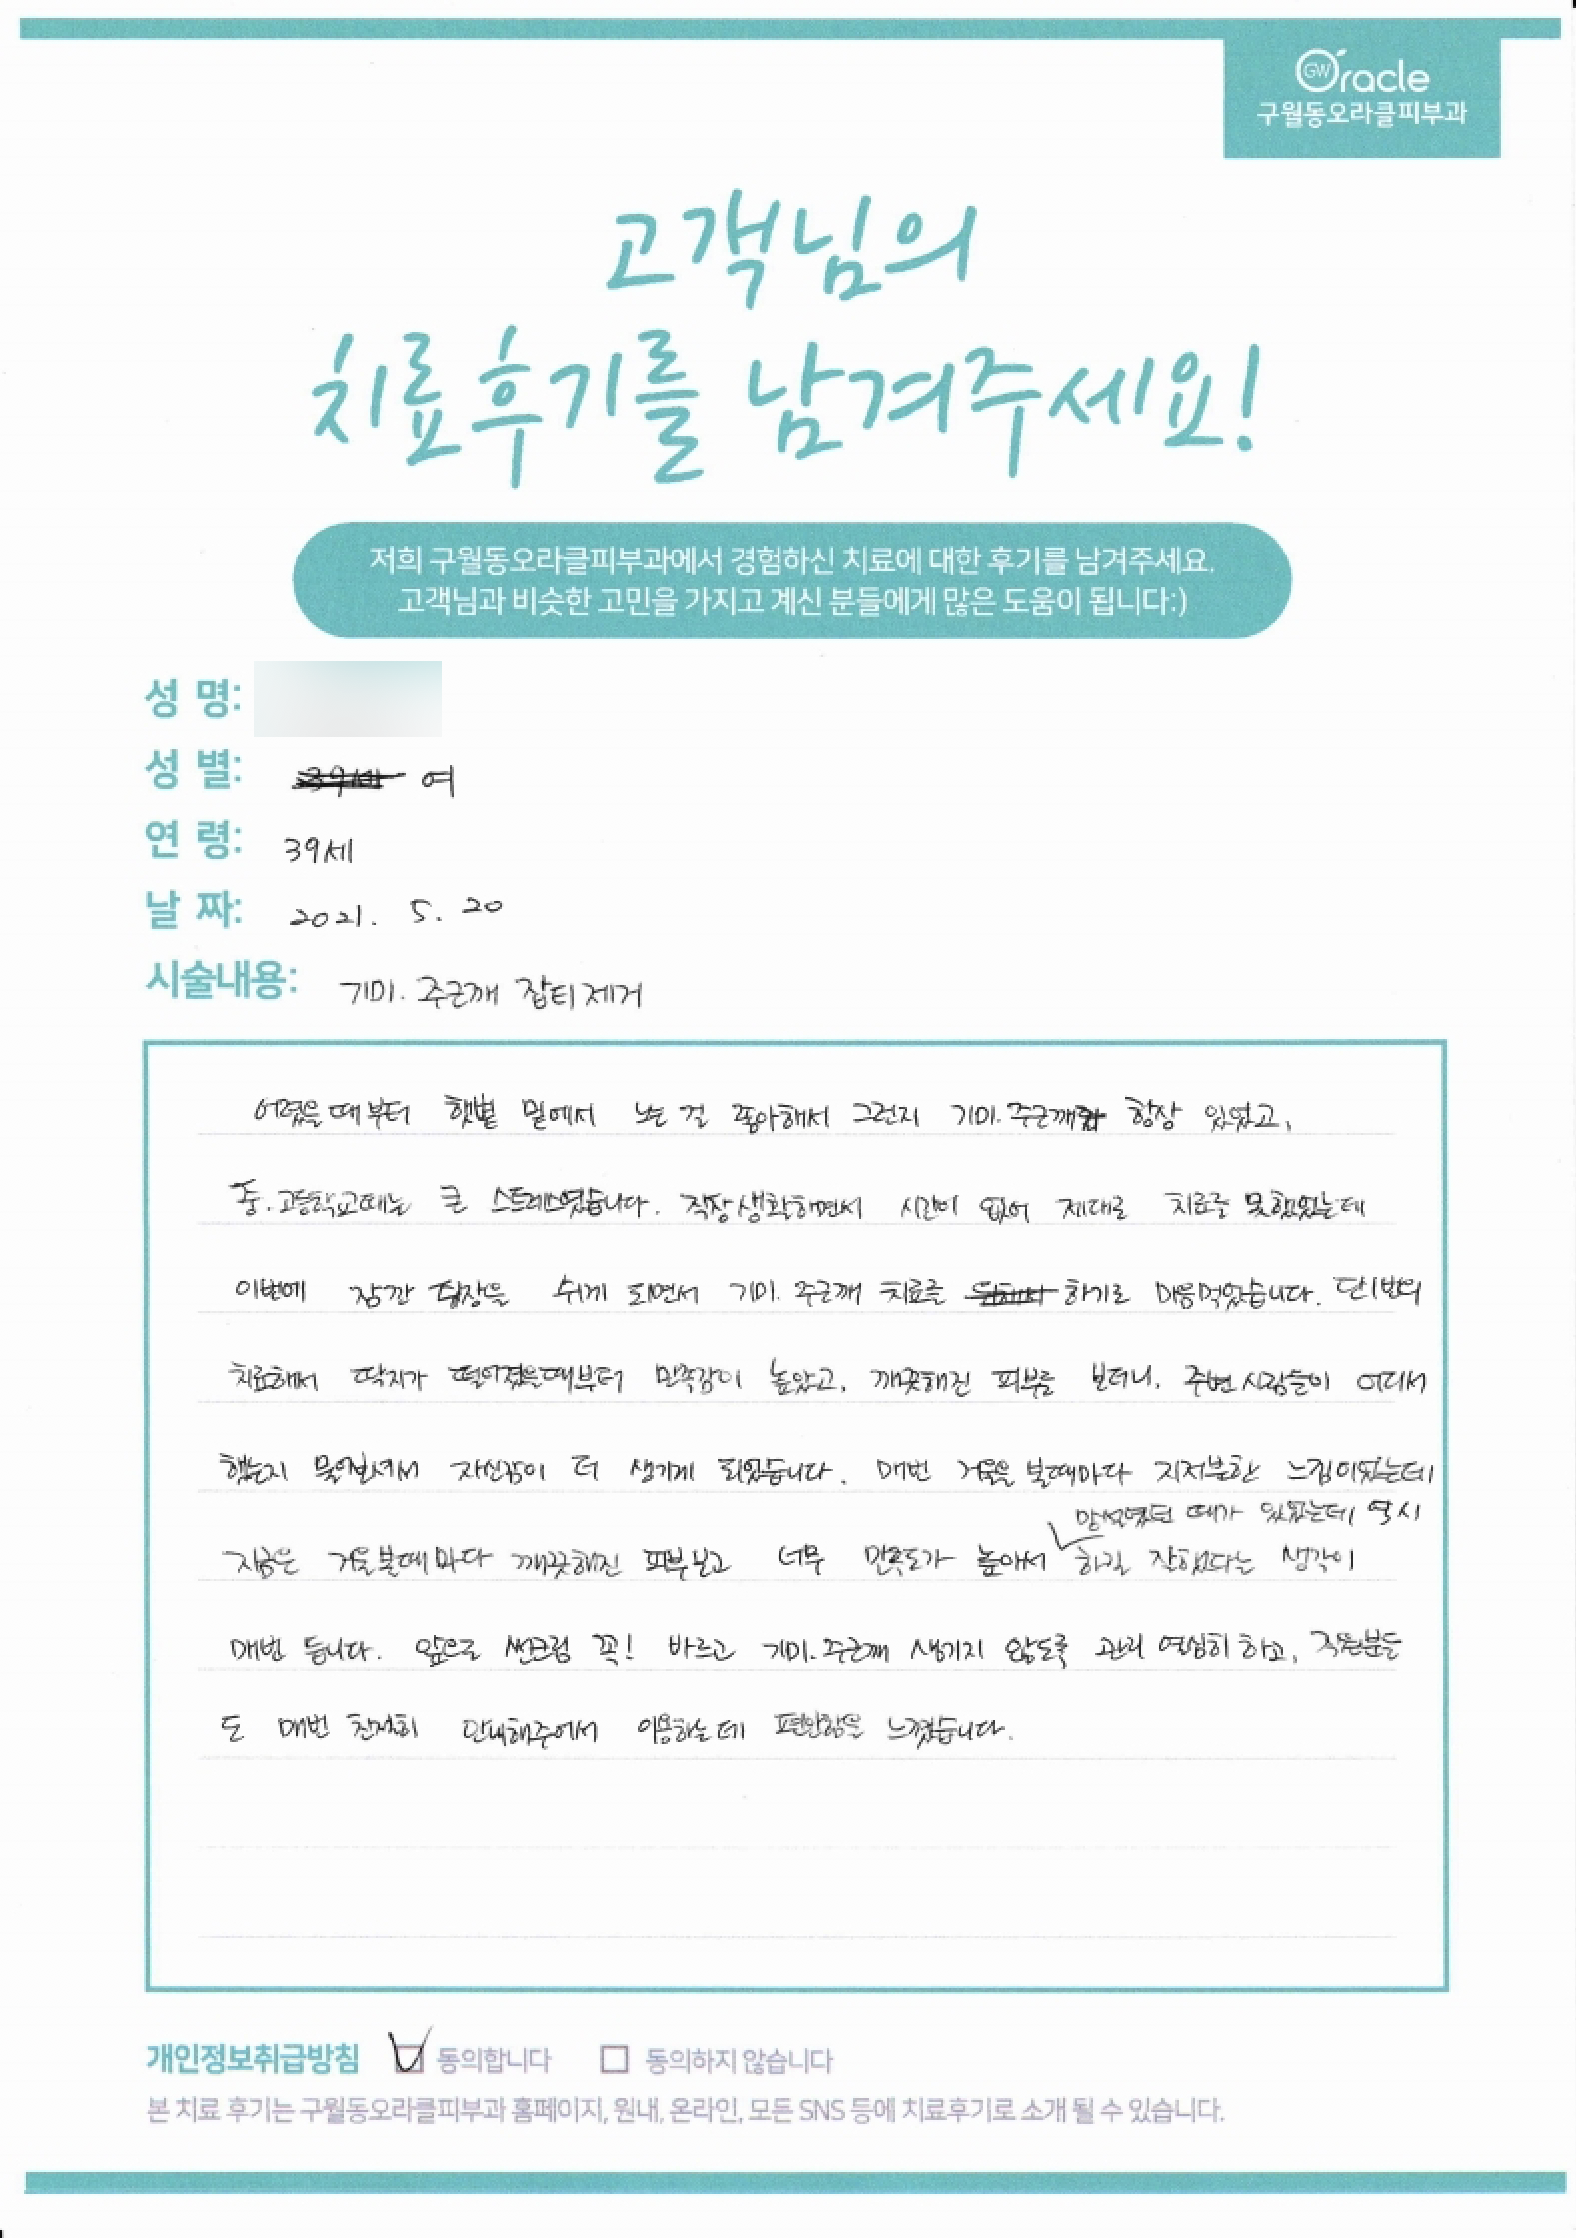 GW Oracle
구월동오라클피부과
고객님의
치료후기를 남겨주세요!
저희 구월동오라클피부과에서 경험하신 치료에 대한 후기를 남겨주세요.
고객님과 비슷한 고민을 가지고 계신 분들에게 많은 도움이 됩니다:)
성 명:
성 별: 여
연 령: 39세
날 짜: 2021. 5. 20
시술내용: 기미. 주근깨 잡티제거
어렸을때부터 햇볕 밑에서 노는 걸 좋아해서 그런지 기미.주근깨 항상 있었고,
중.고등학교때는 큰 스트레스였습니다. 직장생활하면서 시간이 없어 제대로 치료를 못했었는데
이번에 잠깐 직장을 쉬게 되면서 기미. 주근깨 치료를 하기로 마음먹었습니다. 단1번의
치료해서 딱지가 떨어졌을때부터 만족감이 높았고, 깨끗해진 피부를 보더니, 주변사람들이 어디서
했는지 물어보셔서 자신감이 더 생기게 되었습니다. 매번 거울을 볼때마다 지저분한 느낌이었는데
지금은 거울볼때마다 깨끗해진 피부보고 너무 만족도가 높아서 망설였던 때가 있었는데 역시 하길 잘했다는 생각이
매번 듭니다. 앞으로 썬크림 꼭! 바르고 기미.주근깨 생기지 않도록 관리 열심히 하고, 직원분들
도 매번 친절히 안내해주어서 이용하는데 편안함을 느꼈습니다.
개인정보취급방침 동의합니다 동의하지 않습니다
본 치료 후기는 구월동오라클피부과 홈페이지, 원내, 온라인, 모든 SNS 등에 치료후기로 소개 될 수 있습니다.